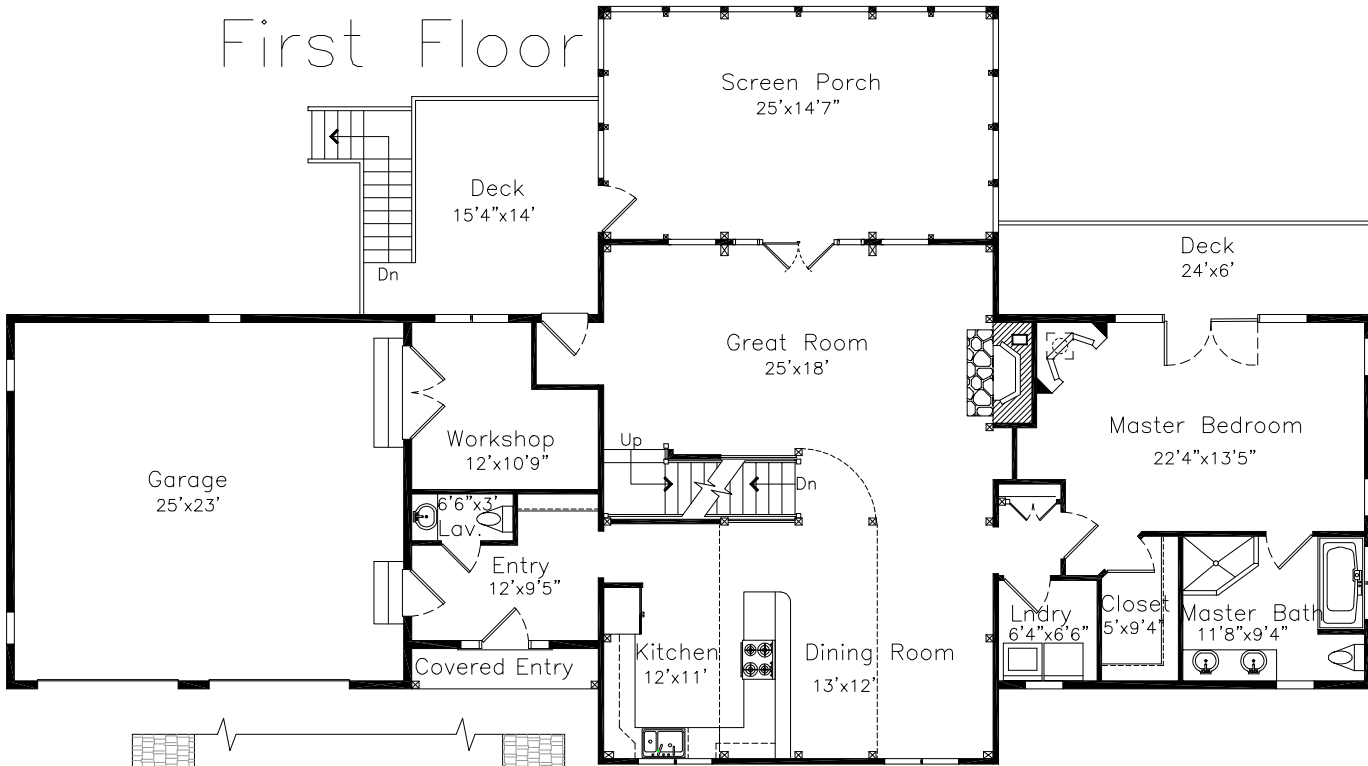 First Floor
Screen Porch
25'x14'7"
Deck
15'4"x14'
Dn
Deck
24'x6'
Great Room
25'x18'
Garage
25'x23'
Workshop
12'x10'9"
Up
Dn
Master Bedroom
22'4"x13'5"
6'6"x3'
Lav.
Entry
12'x9'5"
Covered Entry
Kitchen
12'x11'
Dining Room
13'x12'
Lndry
6'4"x6'6"
Closet
5'x9'4"
Master Bath
11'8"x9'4"